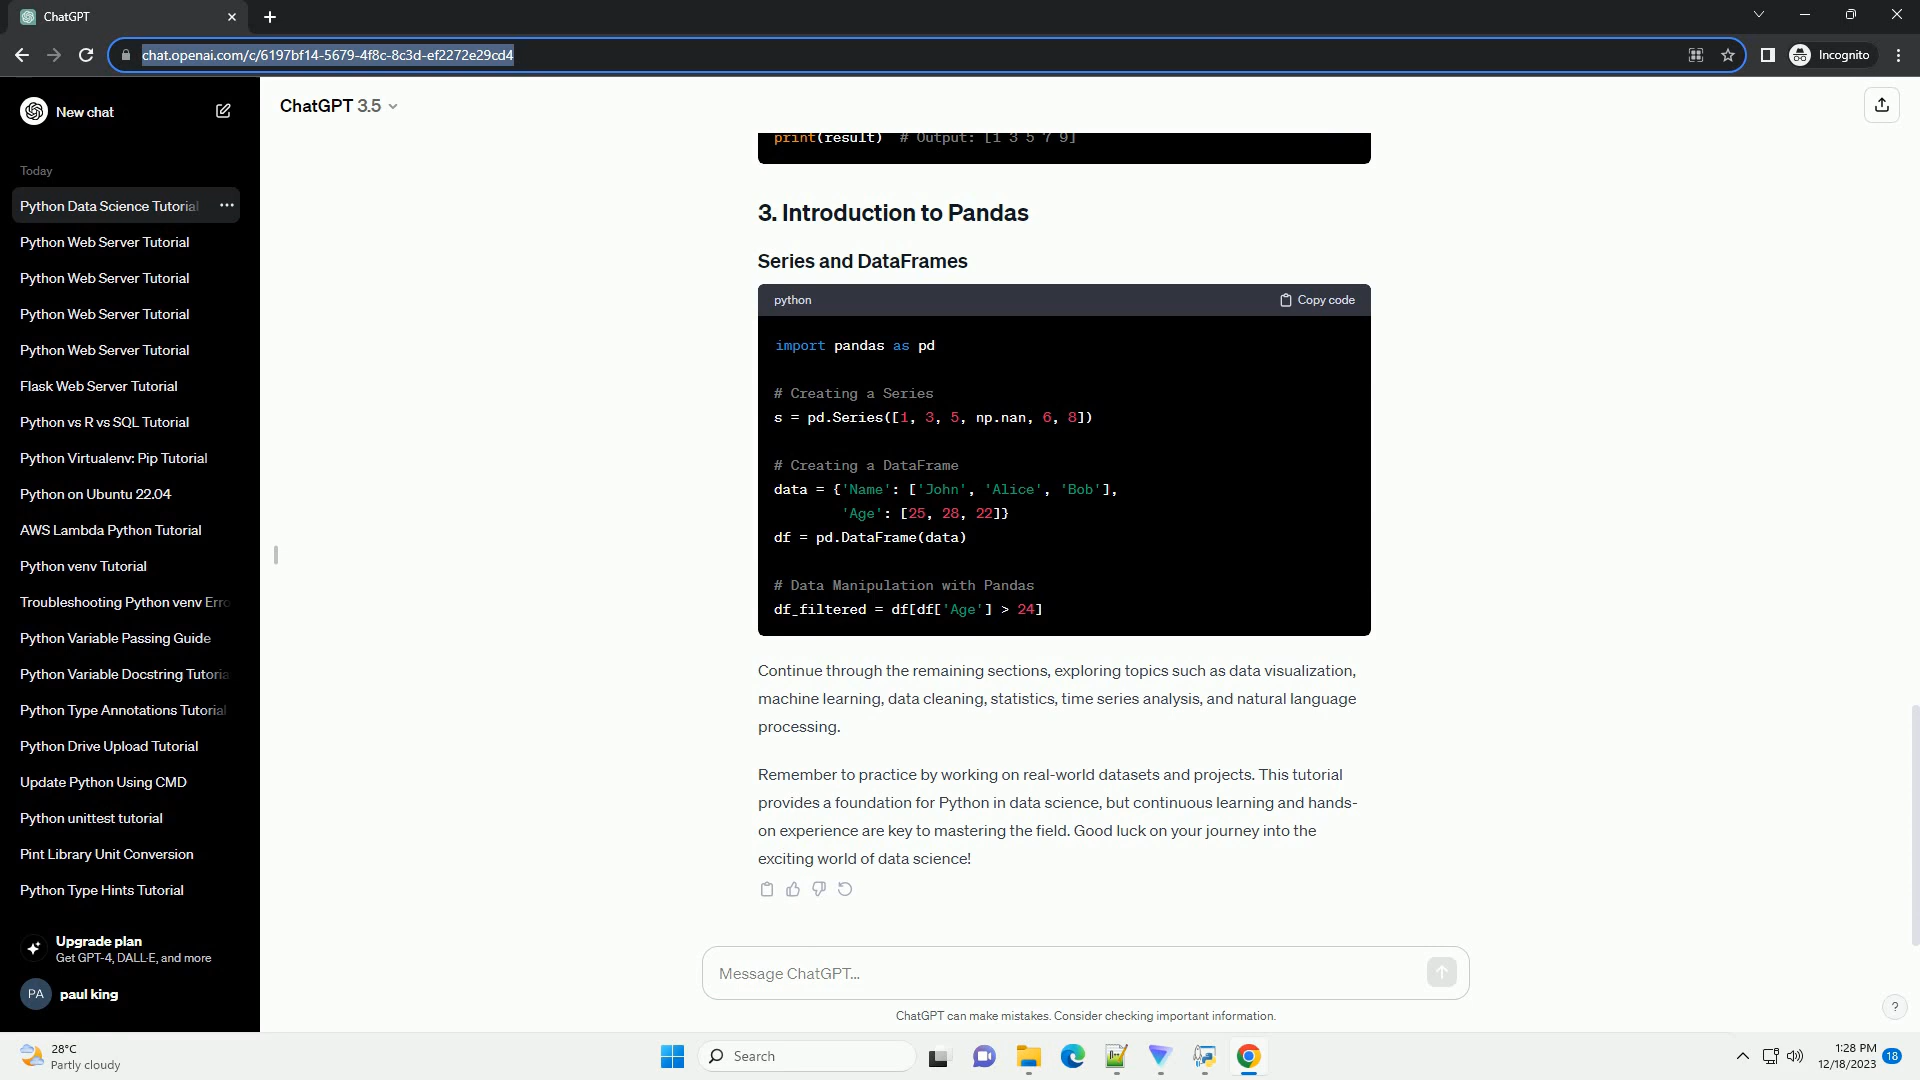 ChatGPT
chat.openai.com/c/6197bf14-5679-4f8c-8c3d-ef2272e29cd4
Incognito
New chat
Today
Python Data Science Tutorial
Python Web Server Tutorial
Python Web Server Tutorial
Python Web Server Tutorial
Python Web Server Tutorial
Flask Web Server Tutorial
Python vs R vs SQL Tutorial
Python Virtualenv: Pip Tutorial
Python on Ubuntu 22.04
AWS Lambda Python Tutorial
Python venv Tutorial
Troubleshooting Python venv Erro
Python Variable Passing Guide
Python Variable Docstring Tutoria
Python Type Annotations Tutorial
Python Drive Upload Tutorial
Update Python Using CMD
Python unittest tutorial
Pint Library Unit Conversion
Python Type Hints Tutorial
Upgrade plan
Get GPT-4, DALL·E, and more
PA paul king
ChatGPT 3.5
print(result)  # Output: [1 3 5 7 9]
3. Introduction to Pandas
Series and DataFrames
python Copy code
import pandas as pd
# Creating a Series
s = pd.Series([1, 3, 5, np.nan, 6, 8])
# Creating a DataFrame
data = {'Name': ['John', 'Alice', 'Bob'],
        'Age': [25, 28, 22]}
df = pd.DataFrame(data)
# Data Manipulation with Pandas
df_filtered = df[df['Age'] > 24]
Continue through the remaining sections, exploring topics such as data visualization,
machine learning, data cleaning, statistics, time series analysis, and natural language
processing.
Remember to practice by working on real-world datasets and projects. This tutorial
provides a foundation for Python in data science, but continuous learning and hands-
on experience are key to mastering the field. Good luck on your journey into the
exciting world of data science!
Message ChatGPT...
ChatGPT can make mistakes. Consider checking important information.
?
28°C
Partly cloudy
Search
1:28 PM
12/18/2023
18